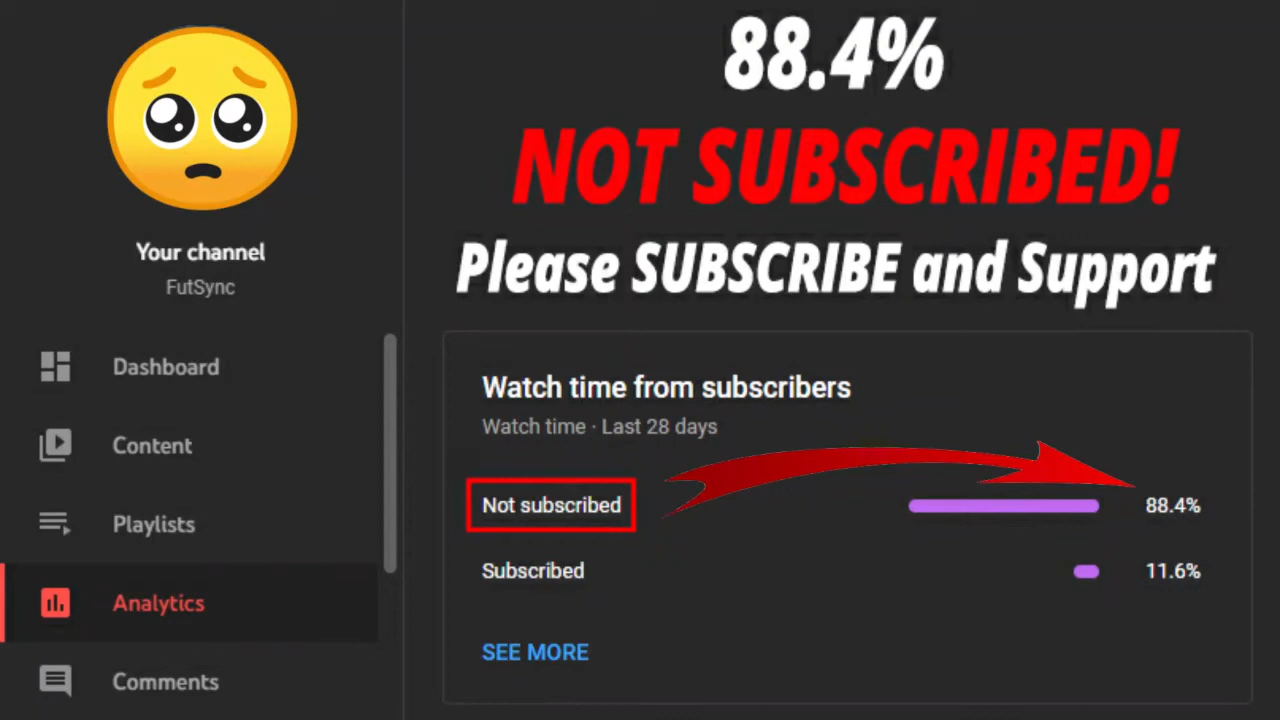 Your channel
FutSync
Dashboard
Content
Playlists
Analytics
Comments
88.4%
NOT SUBSCRIBED!
Please SUBSCRIBE and Support
Watch time from subscribers
Watch time · Last 28 days
Not subscribed 88.4%
Subscribed 11.6%
SEE MORE